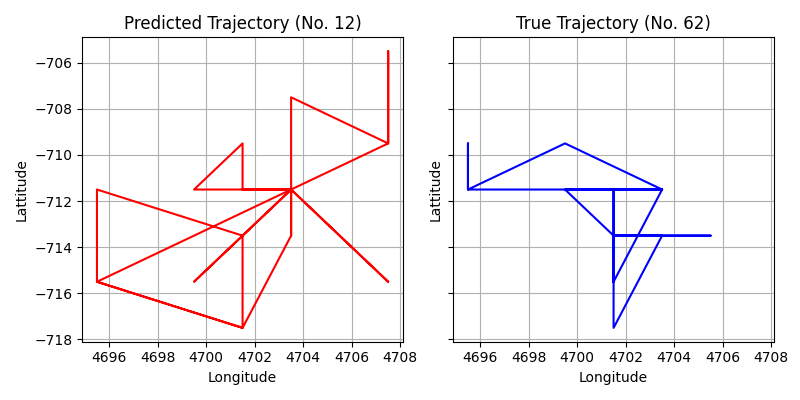 Predicted Trajectory (No. 12)
True Trajectory (No. 62)
Lattitude
−706
−708
−710
−712
−714
−716
−718
4696 4698 4700 4702 4704 4706 4708
Longitude
Lattitude
4696 4698 4700 4702 4704 4706 4708
Longitude